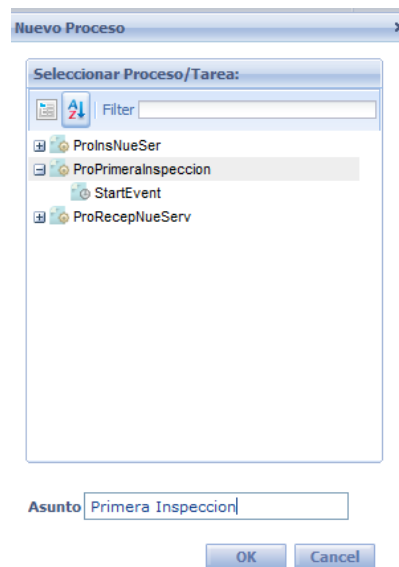 Nuevo Proceso
Seleccionar Proceso/Tarea:
Filter
ProInsNueSer
ProPrimeraInspeccion
StartEvent
ProRecepNueServ
Asunto Primera Inspeccion
OK Cancel